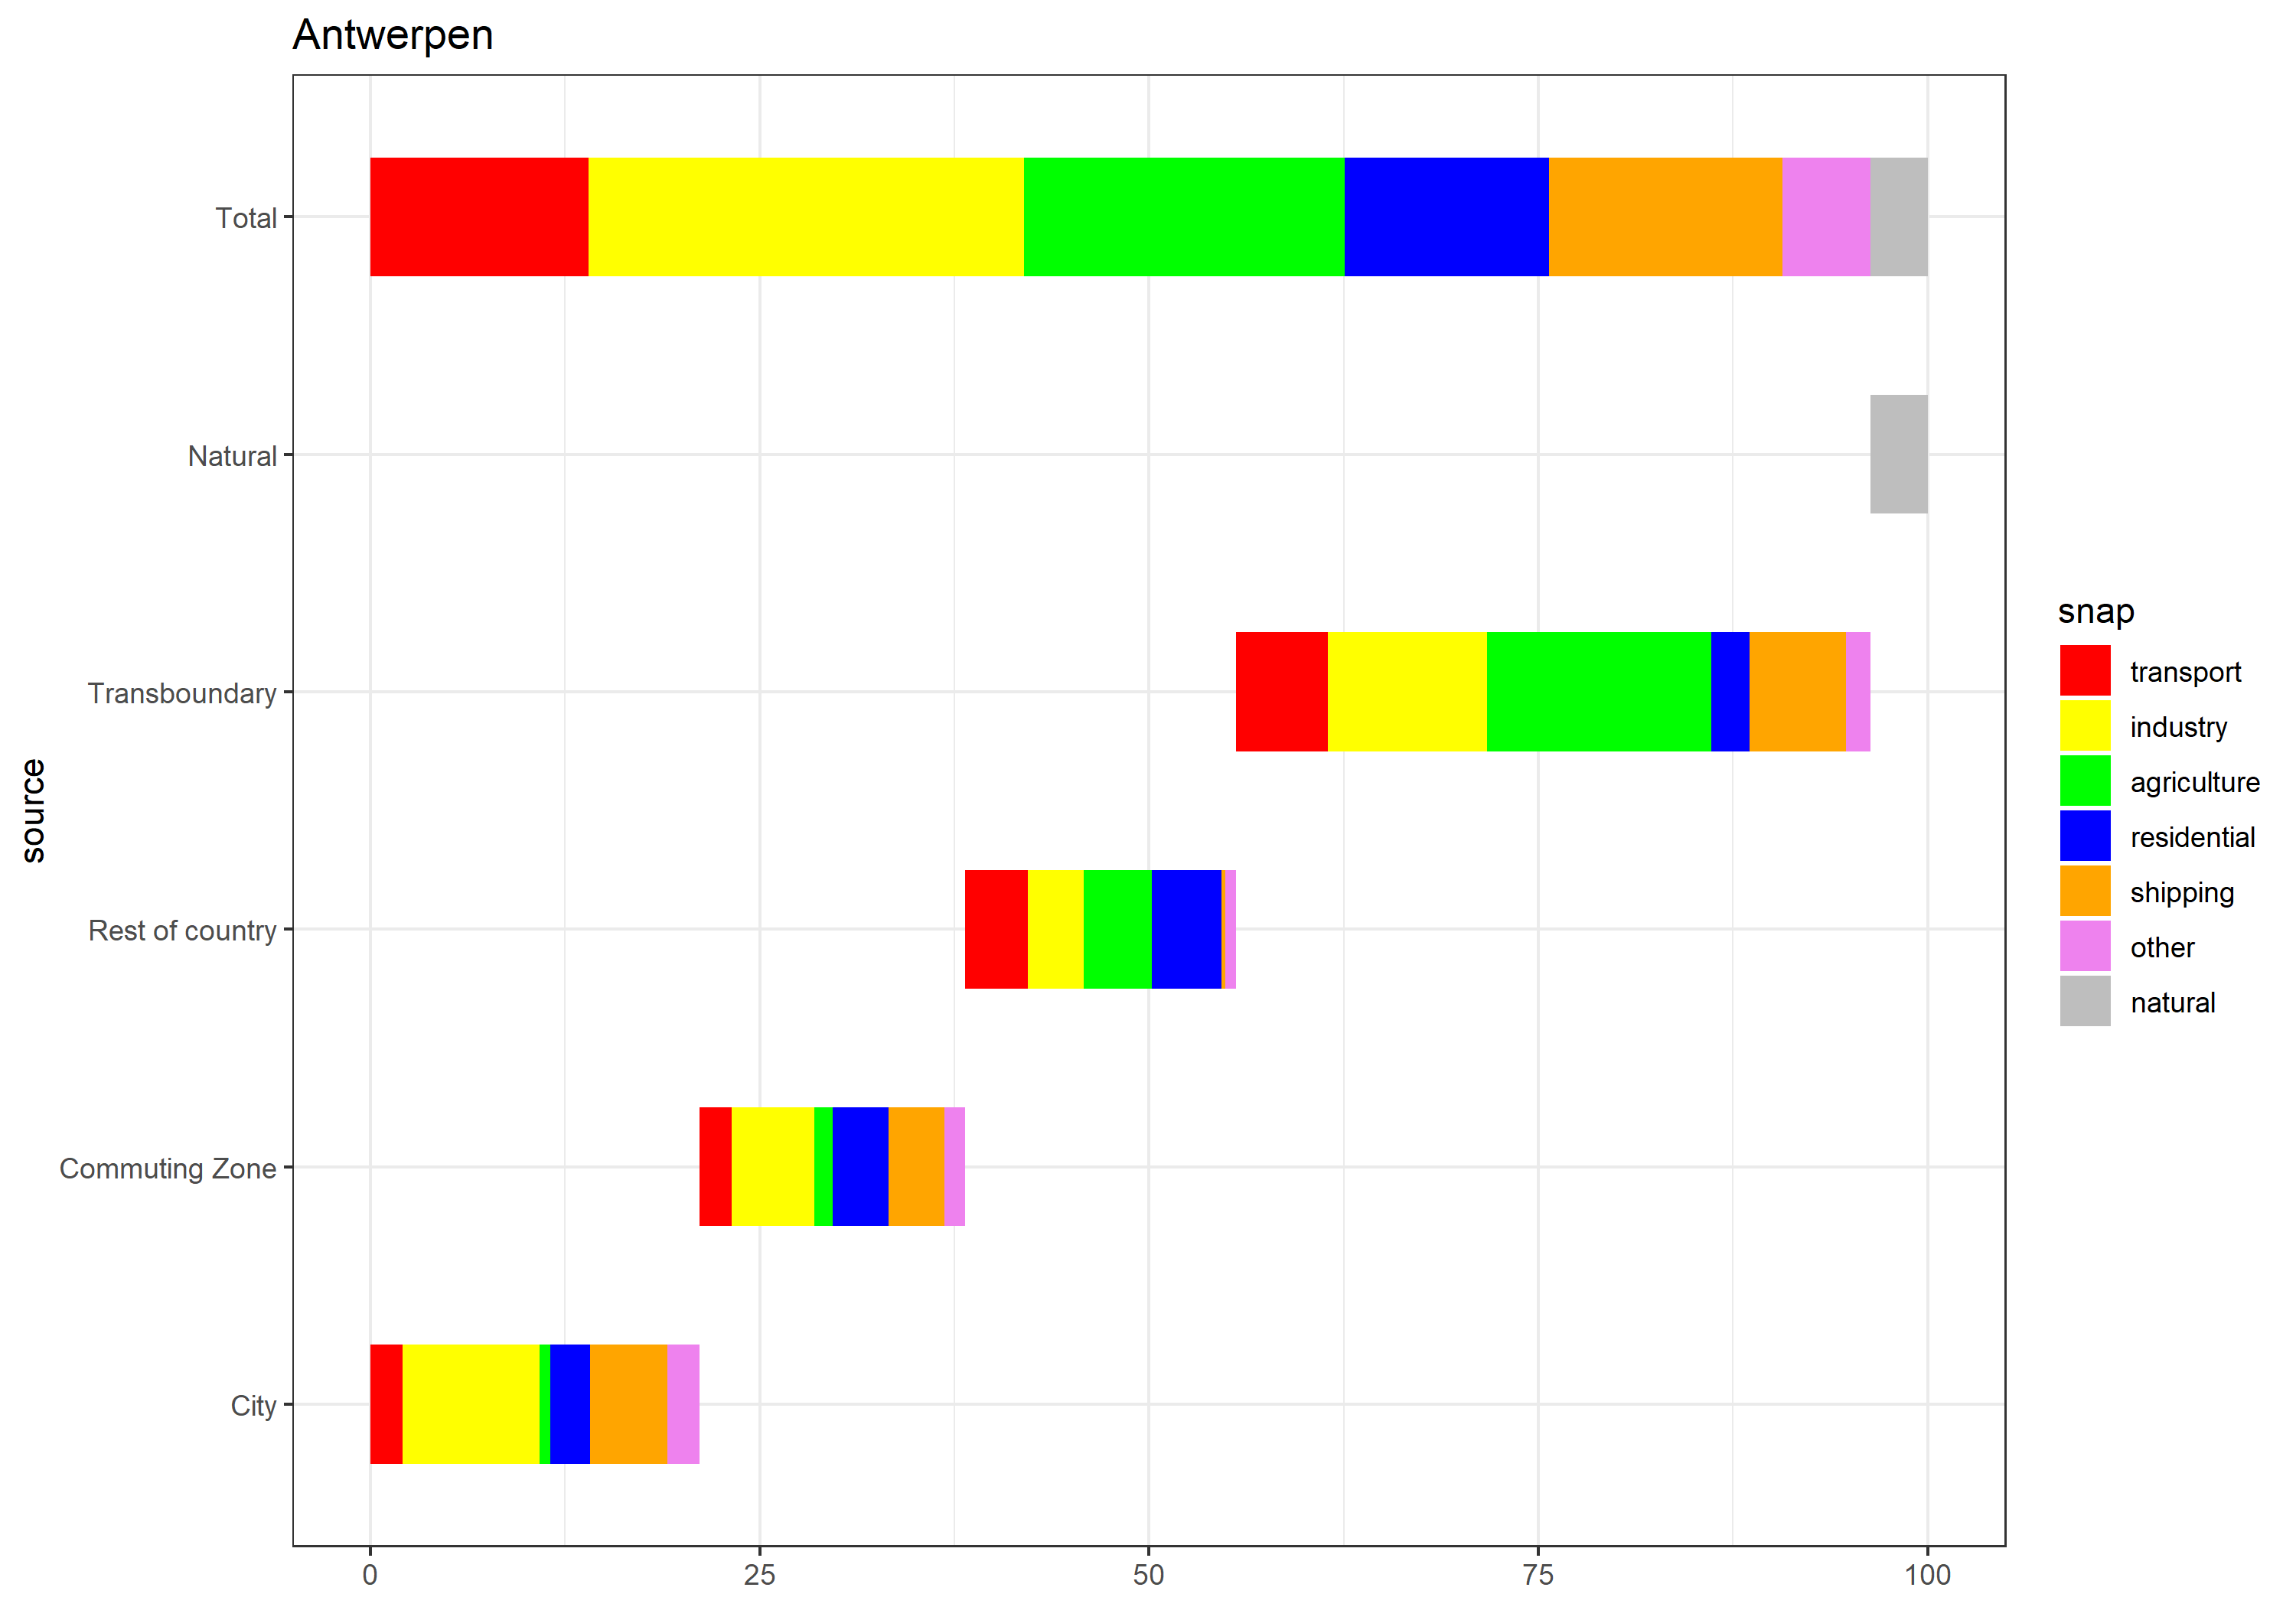 Antwerpen
Total
Natural
Transboundary
Rest of country
Commuting Zone
City
source
0 25 50 75 100
snap
transport
industry
agriculture
residential
shipping
other
natural